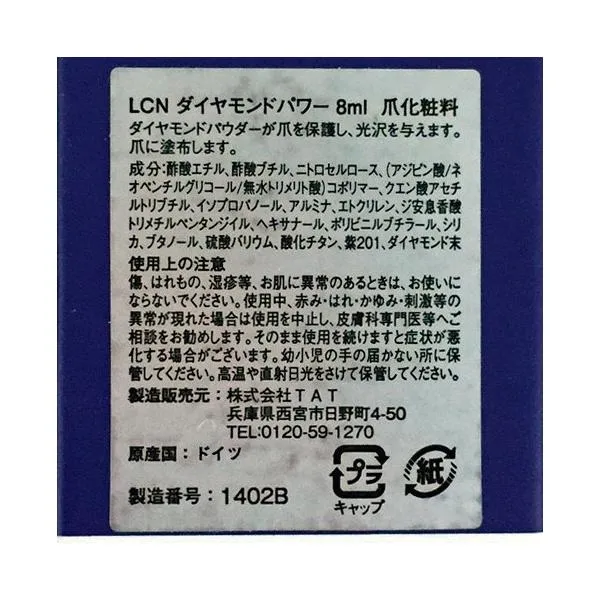 LCN ダイヤモンドパワー 8ml 爪化粧料
ダイヤモンドパウダーが爪を保護し、光沢を与えます。
爪に塗布します。
成分：酢酸エチル、酢酸ブチル、ニトロセルロース、（アジピン酸/ネ
オペンチルグリコール/無水トリメリト酸）コポリマー、クエン酸アセチ
ルトリブチル、イソプロパノール、アルミナ、エトクリレン、ジ安息香酸
トリメチルペンタンジイル、ヘキサナール、ポリビニルブチラール、シリ
カ、ブタノール、硫酸バリウム、酸化チタン、紫201、ダイヤモンド末
使用上の注意
傷、はれもの、湿疹等、お肌に異常のあるときは、お使いに
ならないでください。使用中、赤み・はれ・かゆみ・刺激等の
異常が現れた場合は使用を中止し、皮膚科専門医等へご
相談をお勧めします。そのまま使用を続けますと症状が悪
化する場合がございます。幼小児の手の届かない所に保
管してください。高温や直射日光をさけて保管してください。
製造販売元：株式会社TAT
兵庫県西宮市日野町4-50
TEL:0120-59-1270
原産国：ドイツ
プラ
キャップ
紙
製造番号：1402B